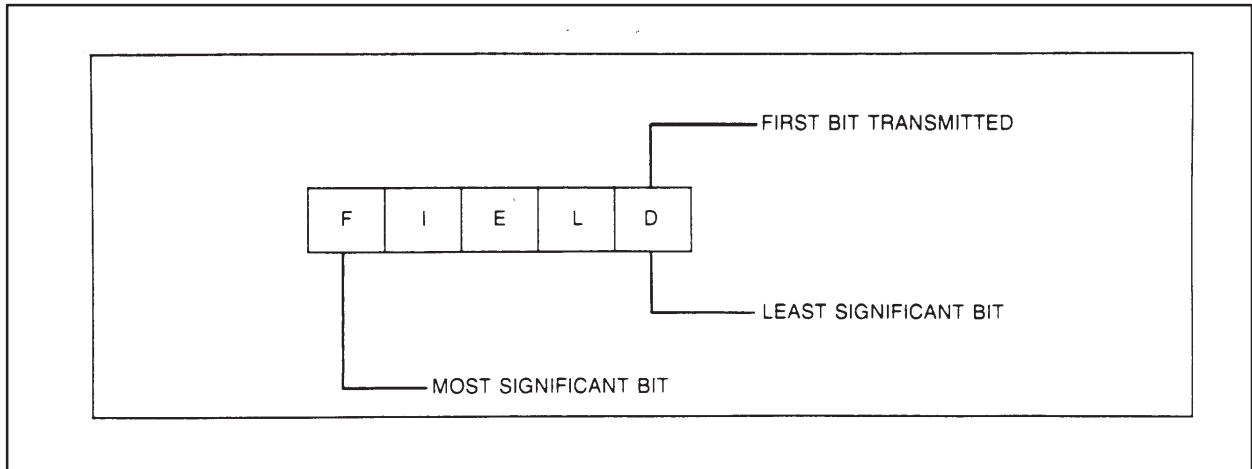 FIRST BIT TRANSMITTED
F I E L D
LEAST SIGNIFICANT BIT
MOST SIGNIFICANT BIT